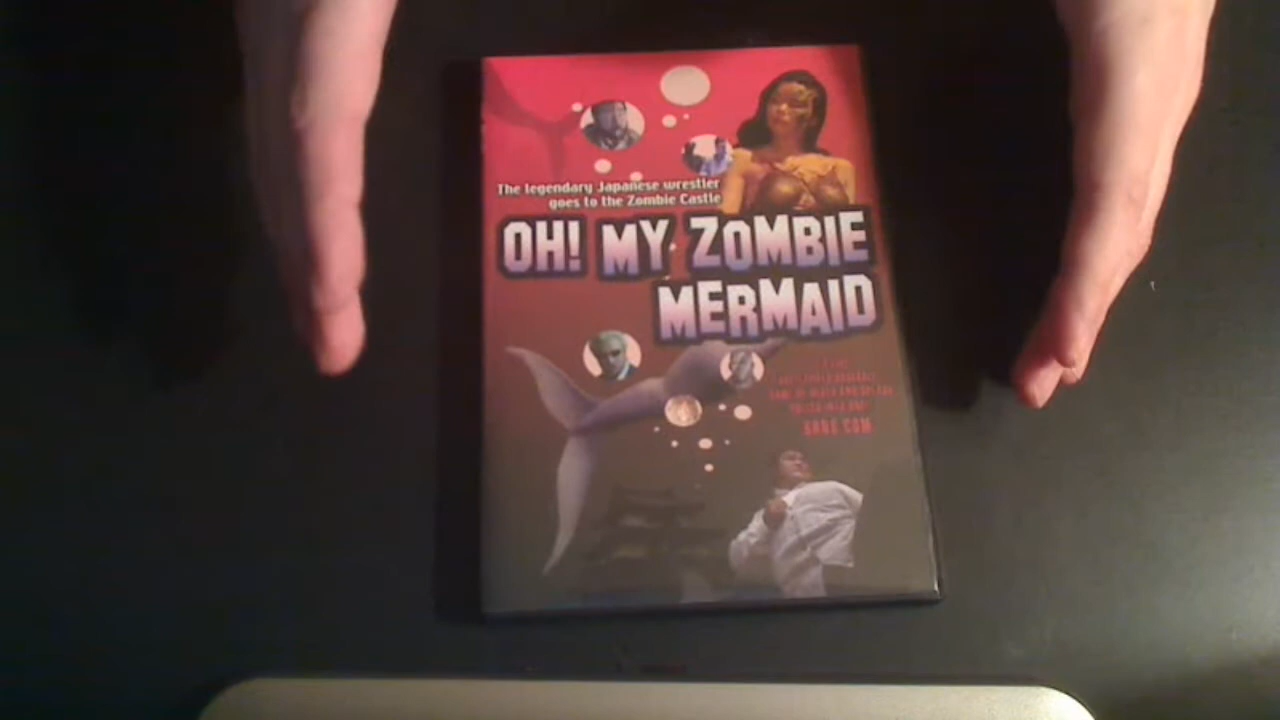 The legendary Japanese wrestler
goes to the Zombie Castle
OH! MY ZOMBIE
MERMAID